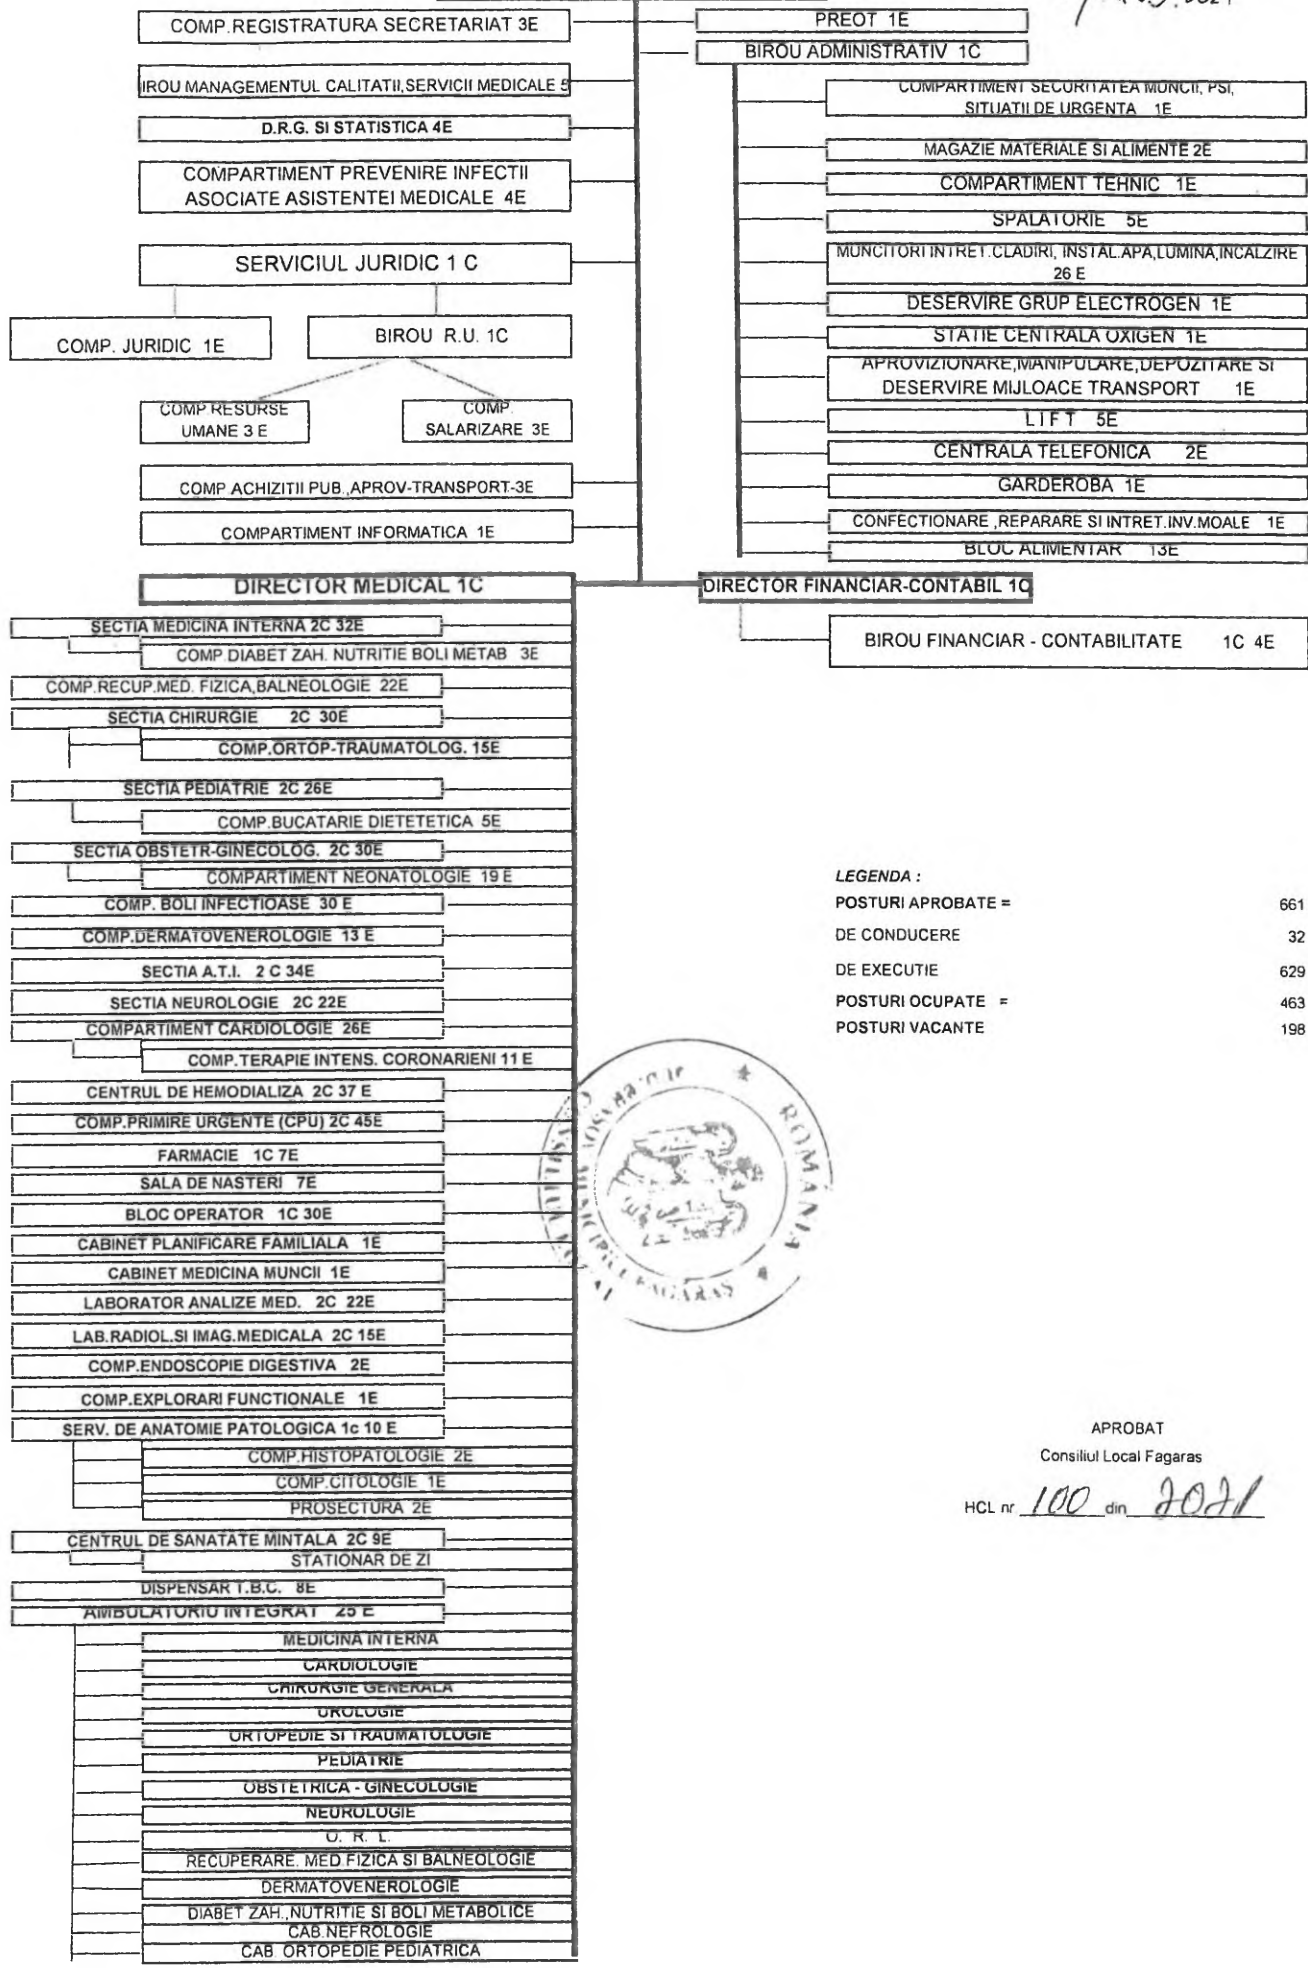 COMP.REGISTRATURA SECRETARIAT 3E
IROU MANAGEMENTUL CALITATII,SERVICII MEDICALE 5
D.R.G. SI STATISTICA 4E
COMPARTIMENT PREVENIRE INFECTII
ASOCIATE ASISTENTEI MEDICALE 4E
SERVICIUL JURIDIC 1 C
COMP. JURIDIC 1E
BIROU R.U. 1C
COMP.RESURSE
UMANE 3 E
COMP.
SALARIZARE 3E
COMP ACHIZITII PUB.,APROV-TRANSPORT-3E
COMPARTIMENT INFORMATICA 1E
PREOT 1E
BIROU ADMINISTRATIV 1C
COMPARTIMENT SECURITATEA MUNCII, PSI,
SITUATII DE URGENTA 1E
MAGAZIE MATERIALE SI ALIMENTE 2E
COMPARTIMENT TEHNIC 1E
SPALATORIE 5E
MUNCITORI INTRET.CLADIRI, INSTAL.APA,LUMINA,INCALZIRE
26 E
DESERVIRE GRUP ELECTROGEN 1E
STATIE CENTRALA OXIGEN 1E
APROVIZIONARE,MANIPULARE,DEPOZITARE SI
DESERVIRE MIJLOACE TRANSPORT 1E
L I F T 5E
CENTRALA TELEFONICA 2E
GARDEROBA 1E
CONFECTIONARE ,REPARARE SI INTRET.INV.MOALE 1E
BLOC ALIMENTAR 13E
DIRECTOR MEDICAL 1C
DIRECTOR FINANCIAR-CONTABIL 1C
BIROU FINANCIAR - CONTABILITATE 1C 4E
SECTIA MEDICINA INTERNA 2C 32E
COMP.DIABET ZAH. NUTRITIE BOLI METAB 3E
COMP.RECUP.MED. FIZICA,BALNEOLOGIE 22E
SECTIA CHIRURGIE 2C 30E
COMP.ORTOP-TRAUMATOLOG. 15E
SECTIA PEDIATRIE 2C 26E
COMP.BUCATARIE DIETETETICA 5E
SECTIA OBSTETR-GINECOLOG. 2C 30E
COMPARTIMENT NEONATOLOGIE 19 E
COMP. BOLI INFECTIOASE 30 E
COMP.DERMATOVENEROLOGIE 13 E
SECTIA A.T.I. 2 C 34E
SECTIA NEUROLOGIE 2C 22E
COMPARTIMENT CARDIOLOGIE 26E
COMP.TERAPIE INTENS. CORONARIENI 11 E
CENTRUL DE HEMODIALIZA 2C 37 E
COMP.PRIMIRE URGENTE (CPU) 2C 45E
FARMACIE 1C 7E
SALA DE NASTERI 7E
BLOC OPERATOR 1C 30E
CABINET PLANIFICARE FAMILIALA 1E
CABINET MEDICINA MUNCII 1E
LABORATOR ANALIZE MED. 2C 22E
LAB.RADIOL.SI IMAG.MEDICALA 2C 15E
COMP.ENDOSCOPIE DIGESTIVA 2E
COMP.EXPLORARI FUNCTIONALE 1E
SERV. DE ANATOMIE PATOLOGICA 1c 10 E
COMP.HISTOPATOLOGIE 2E
COMP.CITOLOGIE 1E
PROSECTURA 2E
CENTRUL DE SANATATE MINTALA 2C 9E
STATIONAR DE ZI
DISPENSAR T.B.C. 8E
AMBULATORIU INTEGRAT 25 E
MEDICINA INTERNA
CARDIOLOGIE
CHIRURGIE GENERALA
UROLOGIE
ORTOPEDIE SI TRAUMATOLOGIE
PEDIATRIE
OBSTETRICA - GINECOLOGIE
NEUROLOGIE
O. R. L.
RECUPERARE. MED.FIZICA SI BALNEOLOGIE
DERMATOVENEROLOGIE
DIABET ZAH.,NUTRITIE SI BOLI METABOLICE
CAB.NEFROLOGIE
CAB. ORTOPEDIE PEDIATRICA
LEGENDA :
POSTURI APROBATE = 661
DE CONDUCERE 32
DE EXECUTIE 629
POSTURI OCUPATE = 463
POSTURI VACANTE 198
ROMANIA
FAGARAS
APROBAT
Consiliul Local Fagaras
HCL nr 100 din 2021